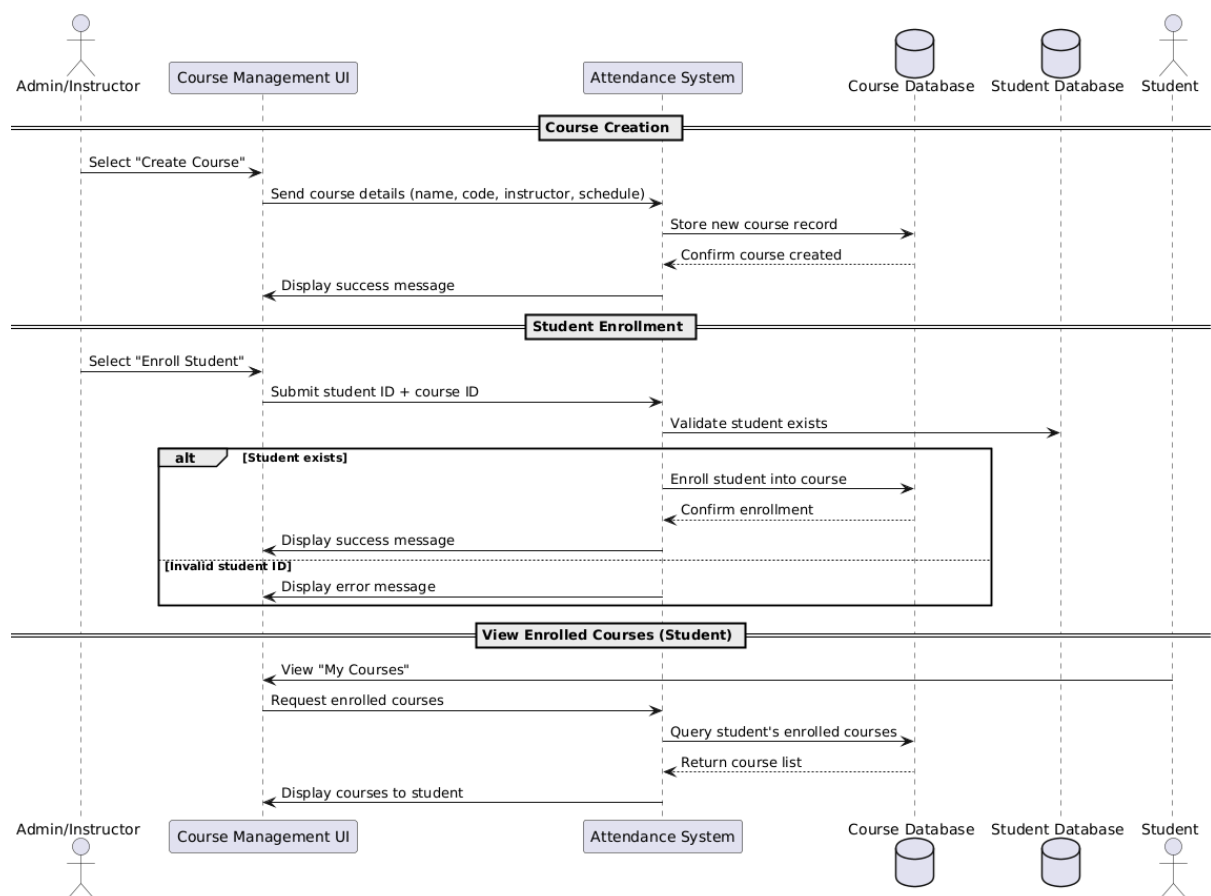 Admin/Instructor
Course Management UI
Attendance System
Course Database
Student Database
Student
Course Creation
Select "Create Course"
Send course details (name, code, instructor, schedule)
Store new course record
Confirm course created
Display success message
Student Enrollment
Select "Enroll Student"
Submit student ID + course ID
Validate student exists
alt
[Student exists]
Enroll student into course
Confirm enrollment
Display success message
[Invalid student ID]
Display error message
View Enrolled Courses (Student)
View "My Courses"
Request enrolled courses
Query student's enrolled courses
Return course list
Display courses to student
Admin/Instructor
Course Management UI
Attendance System
Course Database
Student Database
Student